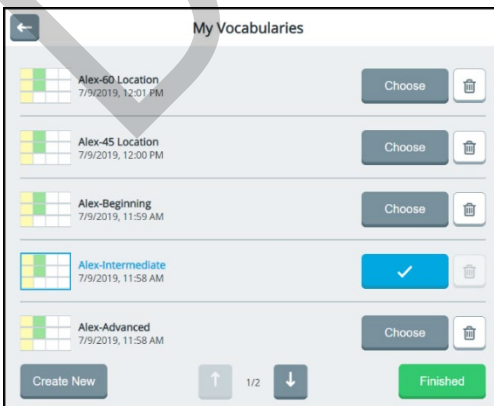 My Vocabularies
Alex-60 Location
7/9/2019, 12:01 PM
Choose
Alex-45 Location
7/9/2019, 12:00 PM
Choose
Alex-Beginning
7/9/2019, 11:59 AM
Choose
Alex-Intermediate
7/9/2019, 11:58 AM
Alex-Advanced
7/9/2019, 11:58 AM
Choose
Create New
1/2
Finished